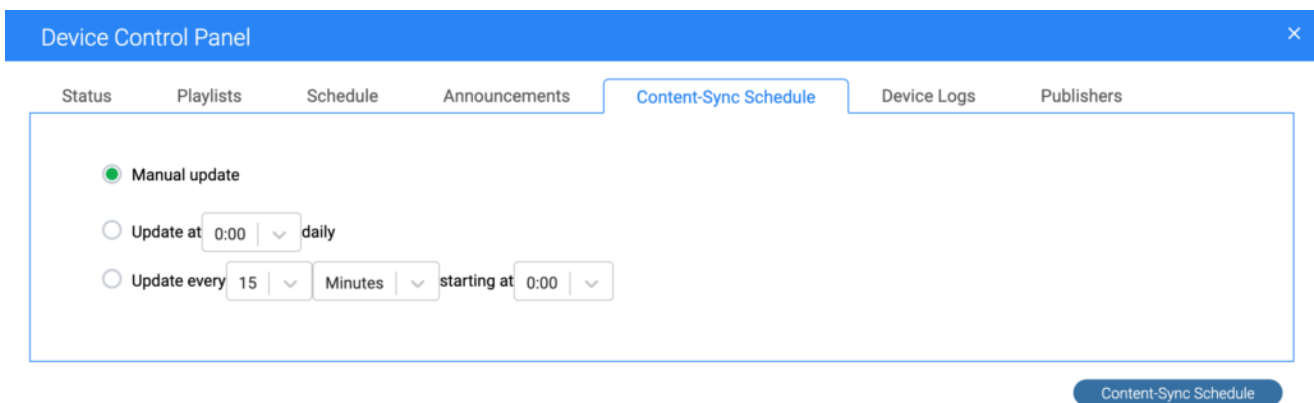 Device Control Panel
Status Playlists Schedule Announcements Content-Sync Schedule Device Logs Publishers
Manual update
Update at 0:00 daily
Update every 15 Minutes starting at 0:00
Content-Sync Schedule